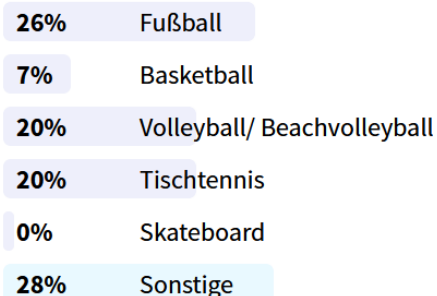 26% Fußball
7% Basketball
20% Volleyball/ Beachvolleyball
20% Tischtennis
0% Skateboard
28% Sonstige